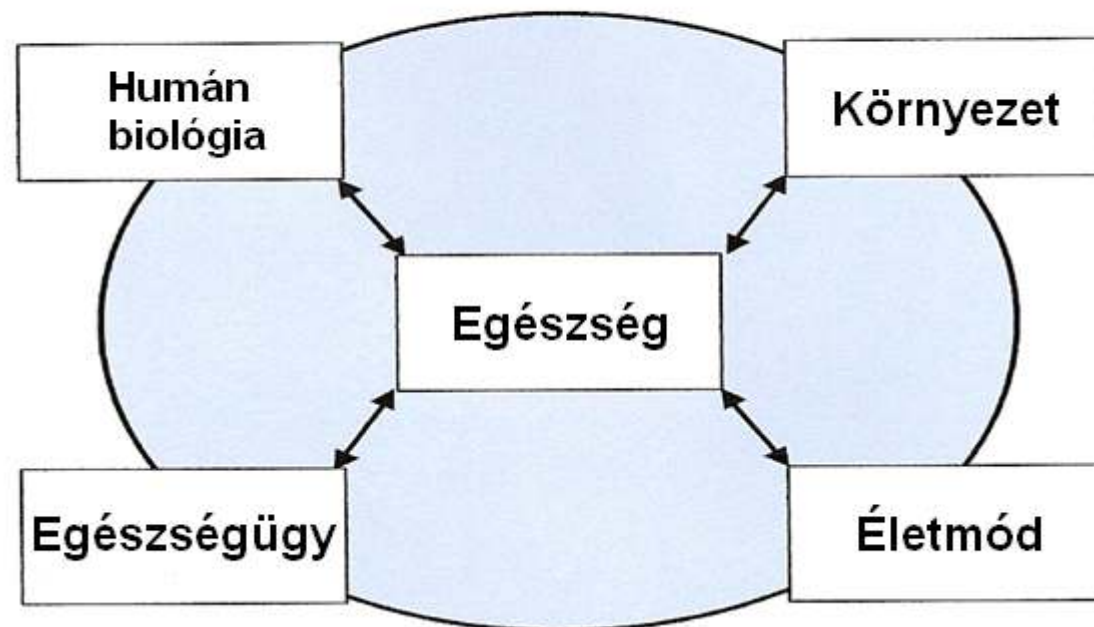 Humán
biológia
Környezet
Egészség
Egészségügy
Életmód